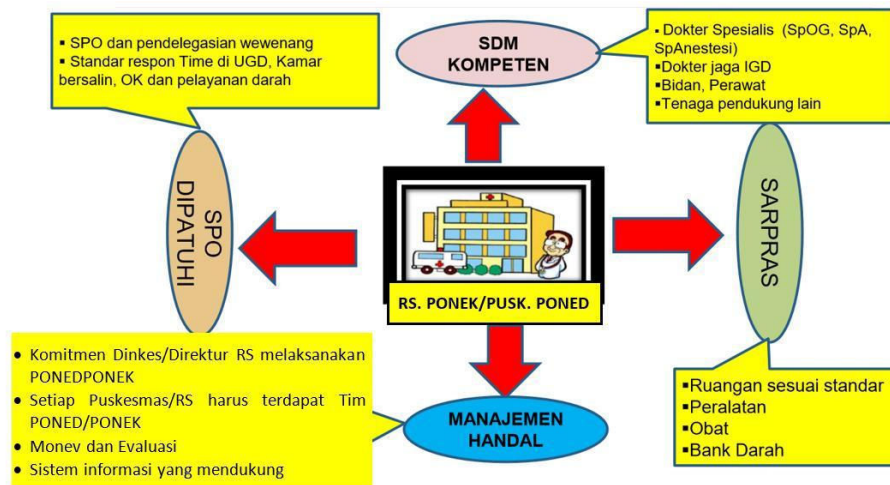 ▪ SPO dan pendelegasian wewenang
▪ Standar respon Time di UGD, Kamar
bersalin, OK dan pelayanan darah
SDM
KOMPETEN
▪ Dokter Spesialis (SpOG, SpA,
SpAnestesi)
▪Dokter jaga IGD
▪Bidan, Perawat
▪Tenaga pendukung lain
SPO
DIPATUHI
RS. PONEK/PUSK. PONED
SARPRAS
• Komitmen Dinkes/Direktur RS melaksanakan
PONEDPONEK
• Setiap Puskesmas/RS harus terdapat Tim
PONED/PONEK
• Monev dan Evaluasi
• Sistem informasi yang mendukung
MANAJEMEN
HANDAL
▪Ruangan sesuai standar
▪Peralatan
▪Obat
▪Bank Darah